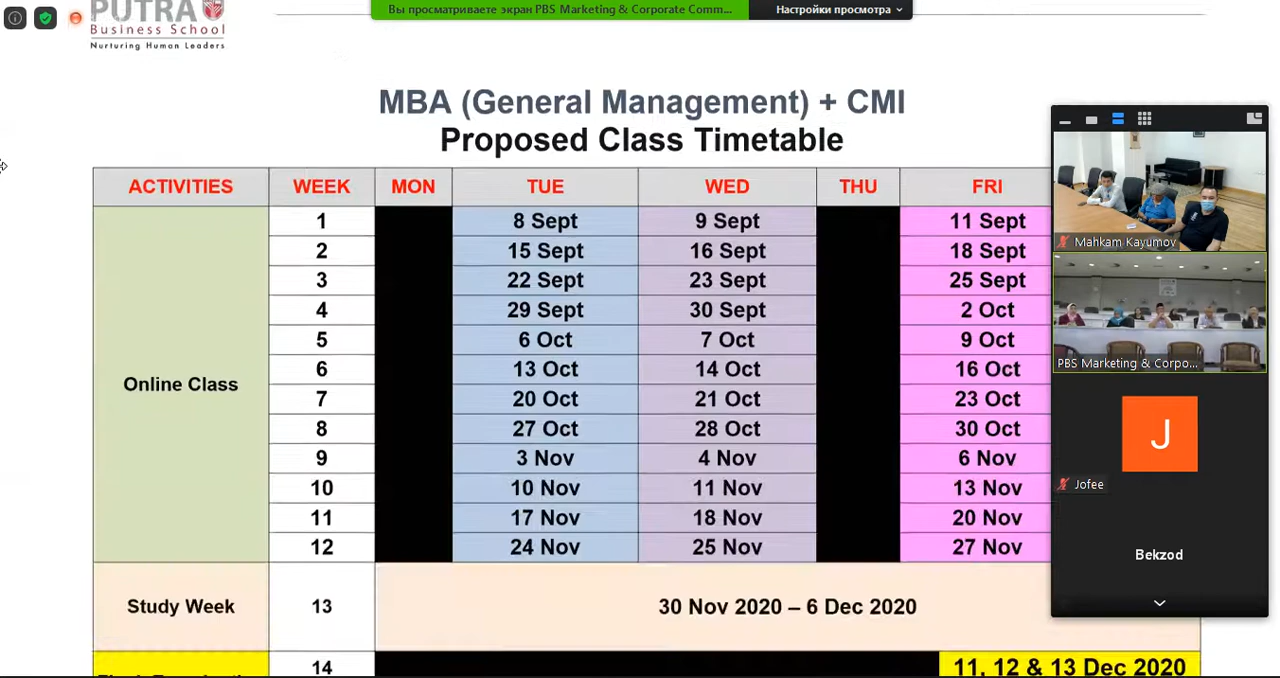 PUTRA
Business School
Nurturing Human Leaders
Вы просматриваете экран PBS Marketing & Corporate Comm...
Настройки просмотра
MBA (General Management) + CMI
Proposed Class Timetable
ACTIVITIES WEEK MON TUE WED THU FRI
1 8 Sept 9 Sept 11 Sept
2 15 Sept 16 Sept 18 Sept
3 22 Sept 23 Sept 25 Sept
4 29 Sept 30 Sept 2 Oct
5 6 Oct 7 Oct 9 Oct
6 13 Oct 14 Oct 16 Oct
Online Class
7 20 Oct 21 Oct 23 Oct
8 27 Oct 28 Oct 30 Oct
9 3 Nov 4 Nov 6 Nov
10 10 Nov 11 Nov 13 Nov
11 17 Nov 18 Nov 20 Nov
12 24 Nov 25 Nov 27 Nov
Study Week 13 30 Nov 2020 – 6 Dec 2020
14 11, 12 & 13 Dec 2020
Mahkam Kayumov
PBS Marketing & Corpo...
J
Jofee
Bekzod